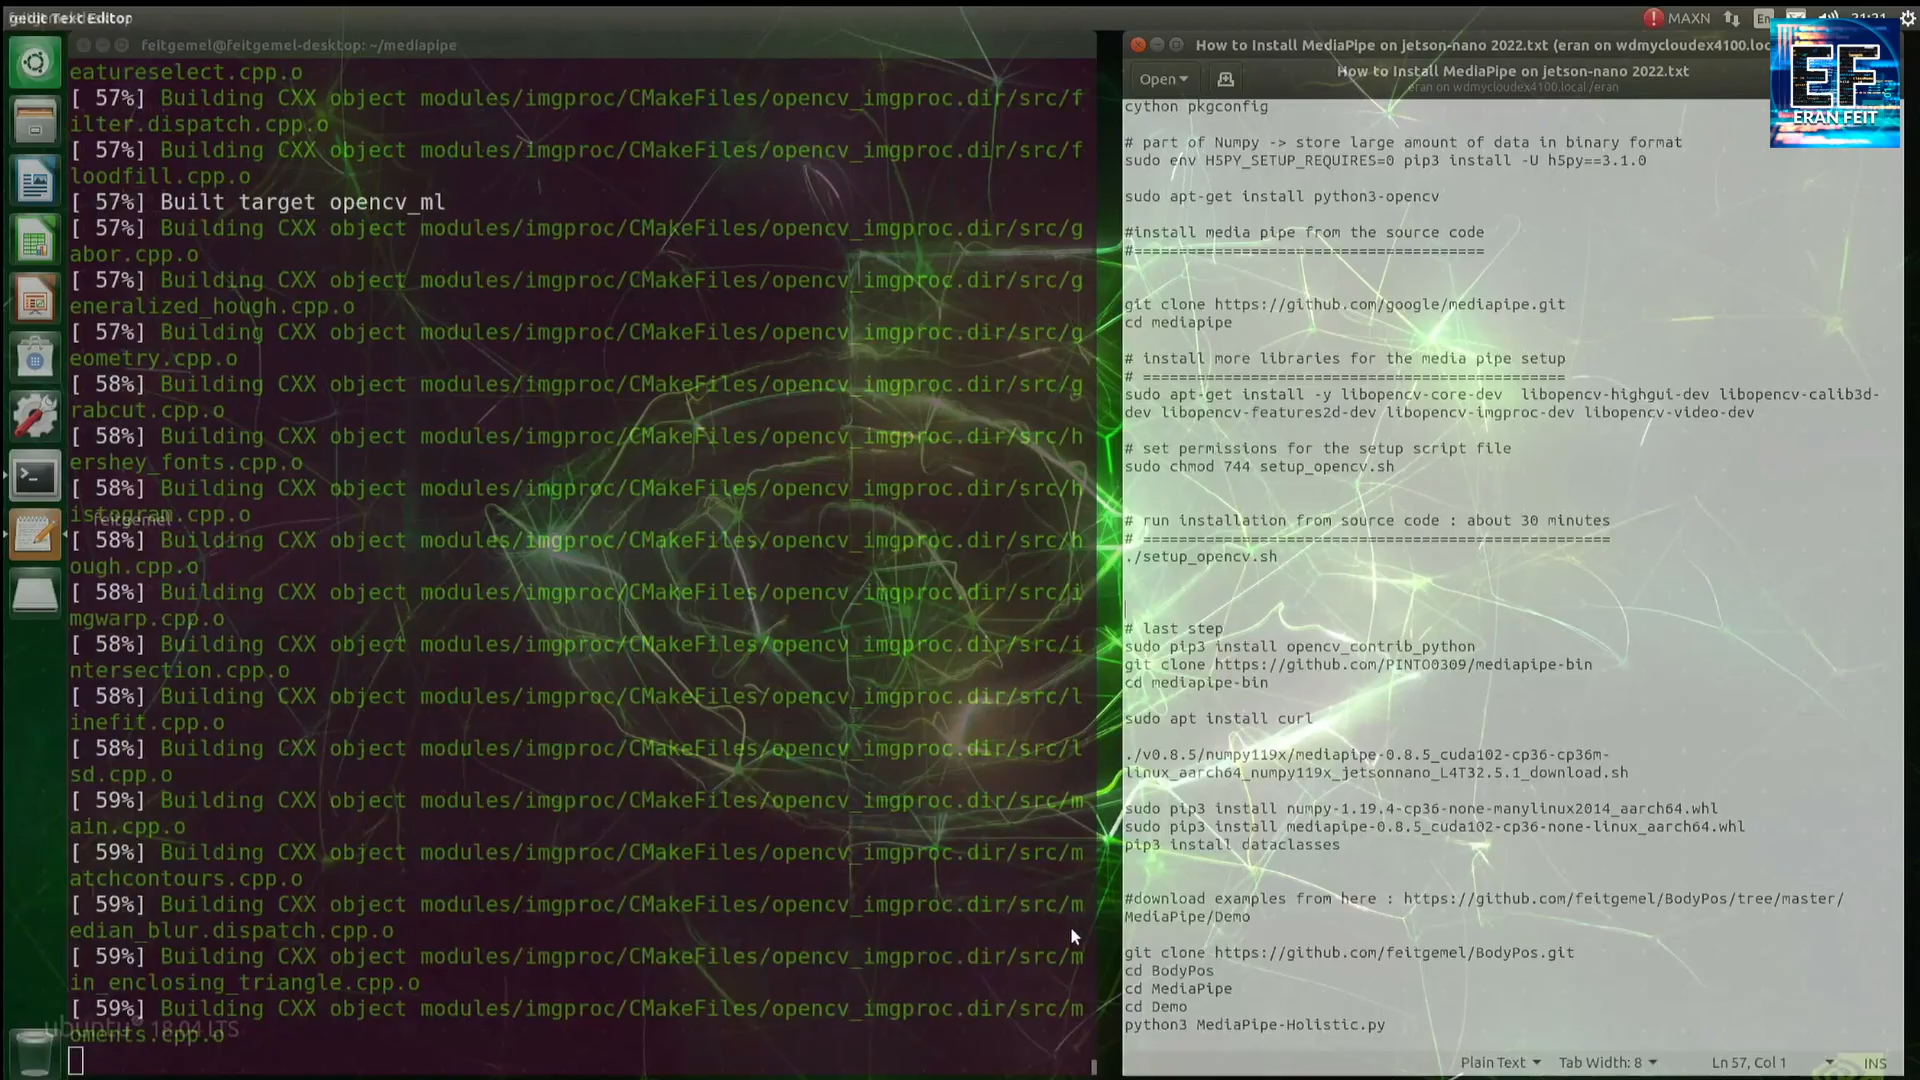 gedit Text Editor
MAXN
En
21:21
feitgemel@feitgemel-desktop: ~/mediapipe
eatureselect.cpp.o
[ 57%] Building CXX object modules/imgproc/CMakeFiles/opencv_imgproc.dir/src/f
ilter.dispatch.cpp.o
[ 57%] Building CXX object modules/imgproc/CMakeFiles/opencv_imgproc.dir/src/f
loodfill.cpp.o
[ 57%] Built target opencv_ml
[ 57%] Building CXX object modules/imgproc/CMakeFiles/opencv_imgproc.dir/src/g
abor.cpp.o
[ 57%] Building CXX object modules/imgproc/CMakeFiles/opencv_imgproc.dir/src/g
eneralized_hough.cpp.o
[ 57%] Building CXX object modules/imgproc/CMakeFiles/opencv_imgproc.dir/src/g
eometry.cpp.o
[ 58%] Building CXX object modules/imgproc/CMakeFiles/opencv_imgproc.dir/src/g
rabcut.cpp.o
[ 58%] Building CXX object modules/imgproc/CMakeFiles/opencv_imgproc.dir/src/h
ershey_fonts.cpp.o
[ 58%] Building CXX object modules/imgproc/CMakeFiles/opencv_imgproc.dir/src/h
istogram.cpp.o
feitgemel
[ 58%] Building CXX object modules/imgproc/CMakeFiles/opencv_imgproc.dir/src/h
ough.cpp.o
[ 58%] Building CXX object modules/imgproc/CMakeFiles/opencv_imgproc.dir/src/i
mgwarp.cpp.o
[ 58%] Building CXX object modules/imgproc/CMakeFiles/opencv_imgproc.dir/src/i
ntersection.cpp.o
[ 58%] Building CXX object modules/imgproc/CMakeFiles/opencv_imgproc.dir/src/l
inefit.cpp.o
[ 58%] Building CXX object modules/imgproc/CMakeFiles/opencv_imgproc.dir/src/l
sd.cpp.o
[ 59%] Building CXX object modules/imgproc/CMakeFiles/opencv_imgproc.dir/src/m
ain.cpp.o
[ 59%] Building CXX object modules/imgproc/CMakeFiles/opencv_imgproc.dir/src/m
atchcontours.cpp.o
[ 59%] Building CXX object modules/imgproc/CMakeFiles/opencv_imgproc.dir/src/m
edian_blur.dispatch.cpp.o
[ 59%] Building CXX object modules/imgproc/CMakeFiles/opencv_imgproc.dir/src/m
in_enclosing_triangle.cpp.o
[ 59%] Building CXX object modules/imgproc/CMakeFiles/opencv_imgproc.dir/src/m
oments.cpp.o
ubuntu® 18.04 LTS
How to Install MediaPipe on jetson-nano 2022.txt (eran on wdmycloudex4100.loc
Open
How to Install MediaPipe on jetson-nano 2022.txt
eran on wdmycloudex4100.local /eran
EF
ERAN FEIT
cython pkgconfig
# part of Numpy -> store large amount of data in binary format
sudo env H5PY_SETUP_REQUIRES=0 pip3 install -U h5py==3.1.0
sudo apt-get install python3-opencv
#install media pipe from the source code
#=======================================
git clone https://github.com/google/mediapipe.git
cd mediapipe
# install more libraries for the media pipe setup
# ===============================================
sudo apt-get install -y libopencv-core-dev  libopencv-highgui-dev libopencv-calib3d-
dev libopencv-features2d-dev libopencv-imgproc-dev libopencv-video-dev
# set permissions for the setup script file
sudo chmod 744 setup_opencv.sh
# run installation from source code : about 30 minutes
# ====================================================
./setup_opencv.sh
# last step
sudo pip3 install opencv_contrib_python
git clone https://github.com/PINTO0309/mediapipe-bin
cd mediapipe-bin
sudo apt install curl
./v0.8.5/numpy119x/mediapipe-0.8.5_cuda102-cp36-cp36m-
linux_aarch64_numpy119x_jetsonnano_L4T32.5.1_download.sh
sudo pip3 install numpy-1.19.4-cp36-none-manylinux2014_aarch64.whl
sudo pip3 install mediapipe-0.8.5_cuda102-cp36-none-linux_aarch64.whl
pip3 install dataclasses
#download examples from here : https://github.com/feitgemel/BodyPos/tree/master/
MediaPipe/Demo
git clone https://github.com/feitgemel/BodyPos.git
cd BodyPos
cd MediaPipe
cd Demo
python3 MediaPipe-Holistic.py
Plain Text
Tab Width: 8
Ln 57, Col 1
INS